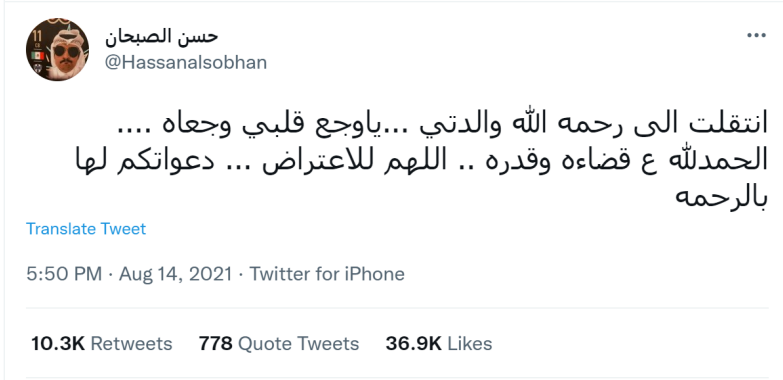 حسن الصبحان
@Hassanalsobhan
انتقلت الى رحمه الله والدتي ...ياوجع قلبي وجعاه ....
الحمدلله ع قضاءه وقدره .. اللهم للاعتراض ... دعواتكم لها
بالرحمه
Translate Tweet
5:50 PM · Aug 14, 2021 · Twitter for iPhone
10.3K Retweets 778 Quote Tweets 36.9K Likes